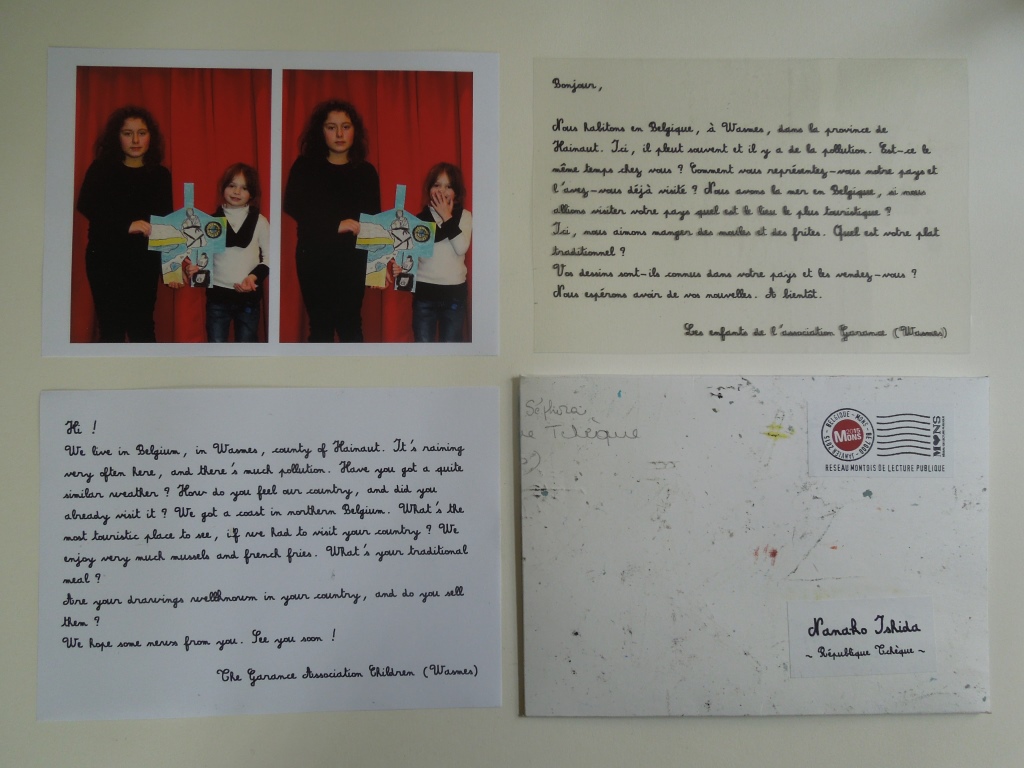 Bonjour,
Nous habitons en Belgique, à Wasmes, dans la province de
Hainaut. Ici, il pleut souvent et il y a de la pollution. Est-ce le
même temps chez vous ? Comment vous représentez-vous notre pays et
l'avez-vous déjà visité ? Nous avons la mer en Belgique, si nous
allions visiter votre pays quel est le lieu le plus touristique ?
Ici, nous aimons manger des moules et des frites. Quel est votre plat
traditionnel ?
Vos dessins sont-ils connus dans votre pays et les vendez-vous ?
Nous espérons avoir de vos nouvelles. A bientôt.
Les enfants de l'association Garance (Wasmes)
Hi !
We live in Belgium, in Wasmes, county of Hainaut. It's raining
very often here, and there's much pollution. Have you got a quite
similar weather ? How do you feel our country, and did you
already visit it ? We got a coast in northern Belgium. What's the
most touristic place to see, if we had to visit your country ? We
enjoy very much mussels and french fries. What's your traditional
meal ?
Are your drawings wellknown in your country, and do you sell
them ?
We hope some news from you. See you soon !
The Garance Association Children (Wasmes)
Séphora
Tchèque
BELGIQUE - MONS
JANVIER 2015
MONS
2015
MONS
RESEAU MONTOIS DE LECTURE PUBLIQUE
Nanaho Ishida
~ République Tchèque ~